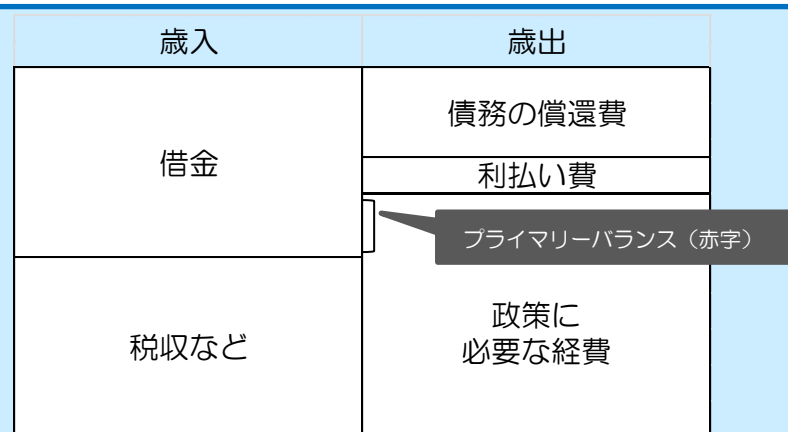 歳入
歳出
借金
債務の償還費
利払い費
プライマリーバランス（赤字）
税収など
政策に
必要な経費